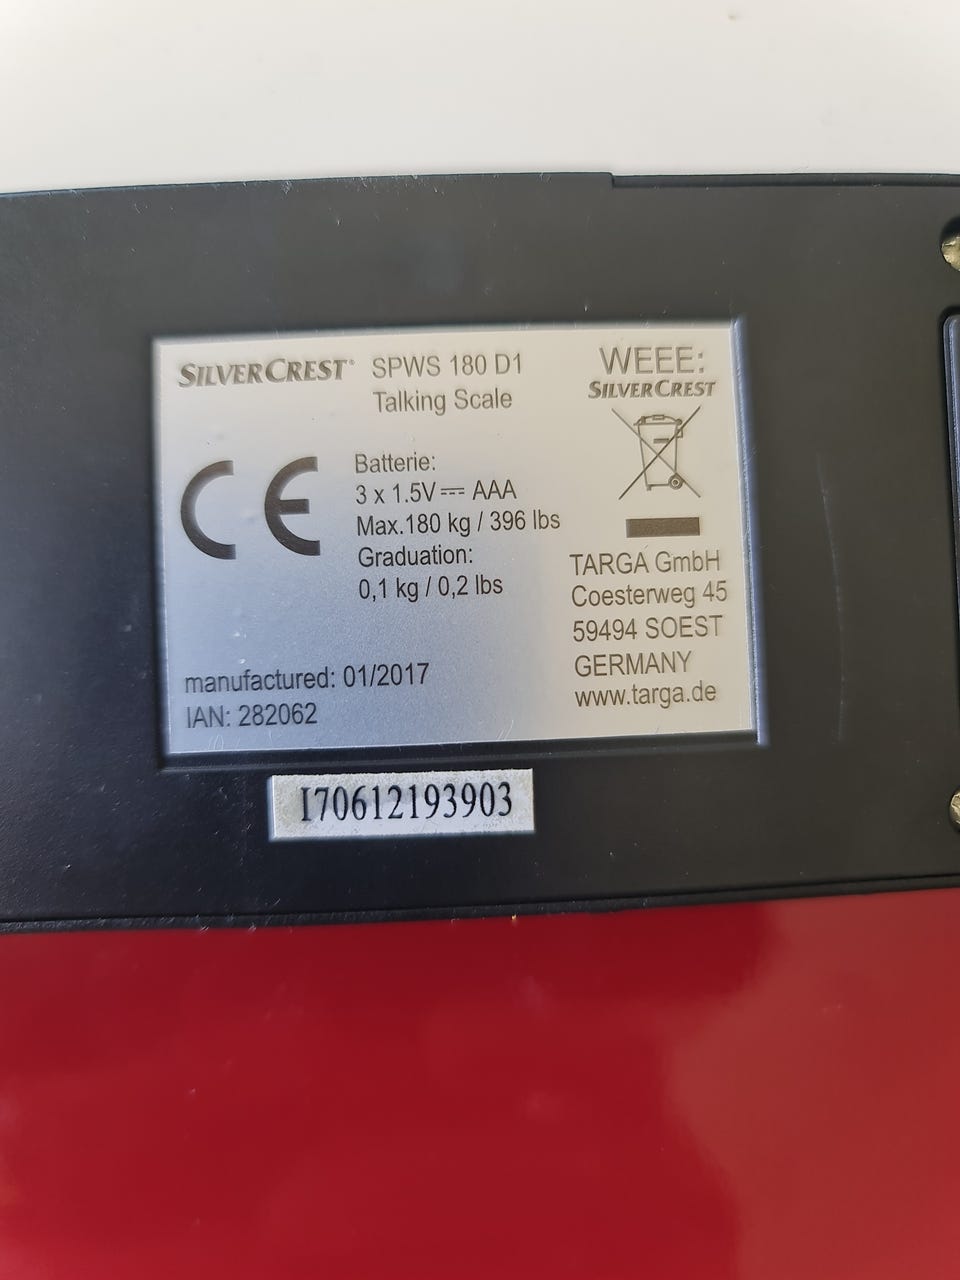 SILVERCREST® SPWS 180 D1
Talking Scale
WEEE:
SILVERCREST
CE
Batterie:
3 x 1.5V⎓ AAA
Max.180 kg / 396 lbs
Graduation:
0,1 kg / 0,2 lbs
TARGA GmbH
Coesterweg 45
59494 SOEST
GERMANY
www.targa.de
manufactured: 01/2017
IAN: 282062
I70612193903